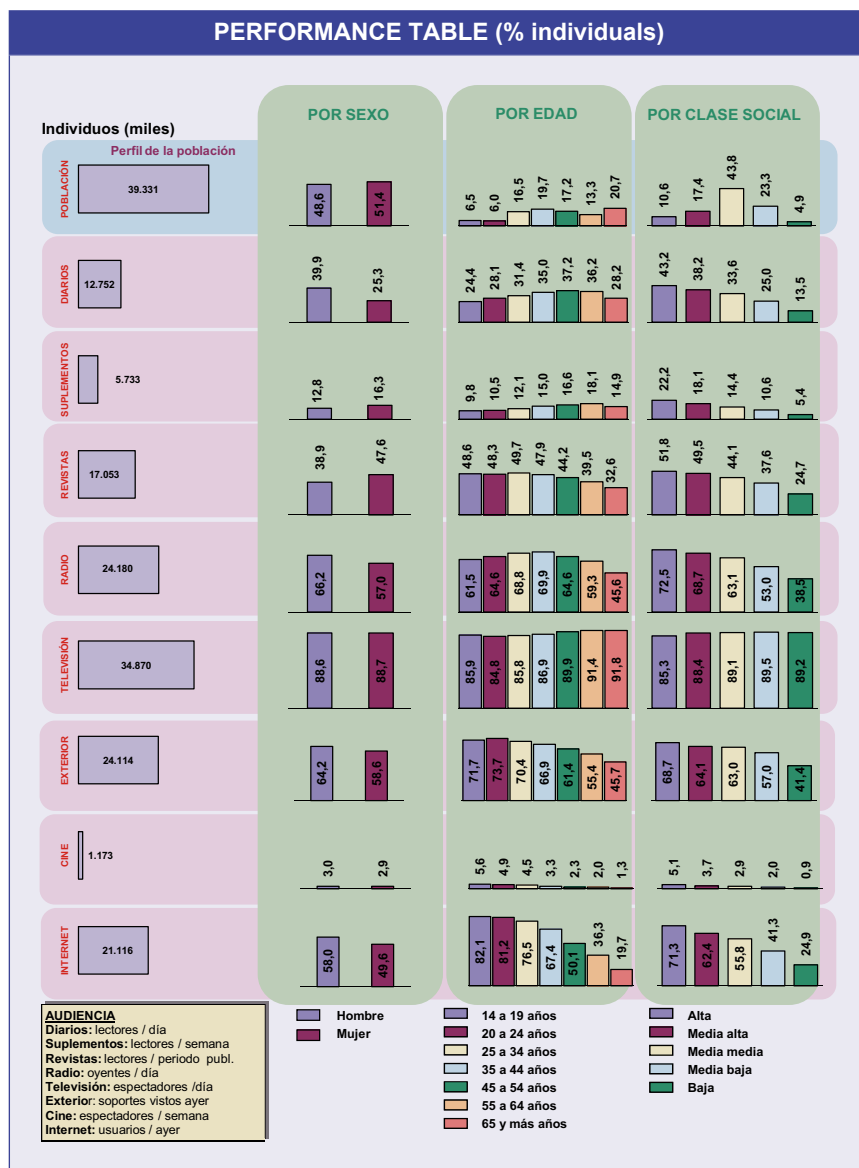 PERFORMANCE TABLE (% individuals)
POR SEXO
POR EDAD
POR CLASE SOCIAL
Individuos (miles)
Perfil de la población
POBLACIÓN
39.331
48,6 51,4
6,5 6,0 16,5 19,7 17,2 13,3 20,7
10,6 17,4 43,8 23,3 4,9
DIARIOS
12.752
39,9 25,3
24,4 28,1 31,4 35,0 37,2 36,2 28,2
43,2 38,2 33,6 25,0 13,5
SUPLEMENTOS
5.733
12,8 16,3
9,8 10,5 12,1 15,0 16,6 18,1 14,9
22,2 18,1 14,4 10,6 5,4
REVISTAS
17.053
38,9 47,6
48,6 48,3 49,7 47,9 44,2 39,5 32,6
51,8 49,5 44,1 37,6 24,7
RADIO
24.180
66,2 57,0
61,5 64,6 68,8 69,9 64,6 59,3 45,6
72,5 68,7 63,1 53,0 38,5
TELEVISIÓN
34.870
88,6 88,7
85,9 84,8 85,8 86,9 89,9 91,4 91,8
85,3 88,4 89,1 89,5 89,2
EXTERIOR
24.114
64,2 58,6
71,7 73,7 70,4 66,9 61,4 55,4 45,7
68,7 64,1 63,0 57,0 41,4
CINE
1.173
3,0 2,9
5,6 4,9 4,5 3,3 2,3 2,0 1,3
5,1 3,7 2,9 2,0 0,9
INTERNET
21.116
58,0 49,6
82,1 81,2 76,5 67,4 50,1 36,3 19,7
71,3 62,4 55,8 41,3 24,9
AUDIENCIA
Diarios: lectores / día
Suplementos: lectores / semana
Revistas: lectores / periodo publ.
Radio: oyentes / día
Televisión: espectadores /día
Exterior: soportes vistos ayer
Cine: espectadores / semana
Internet: usuarios / ayer
Hombre
Mujer
14 a 19 años
20 a 24 años
25 a 34 años
35 a 44 años
45 a 54 años
55 a 64 años
65 y más años
Alta
Media alta
Media media
Media baja
Baja